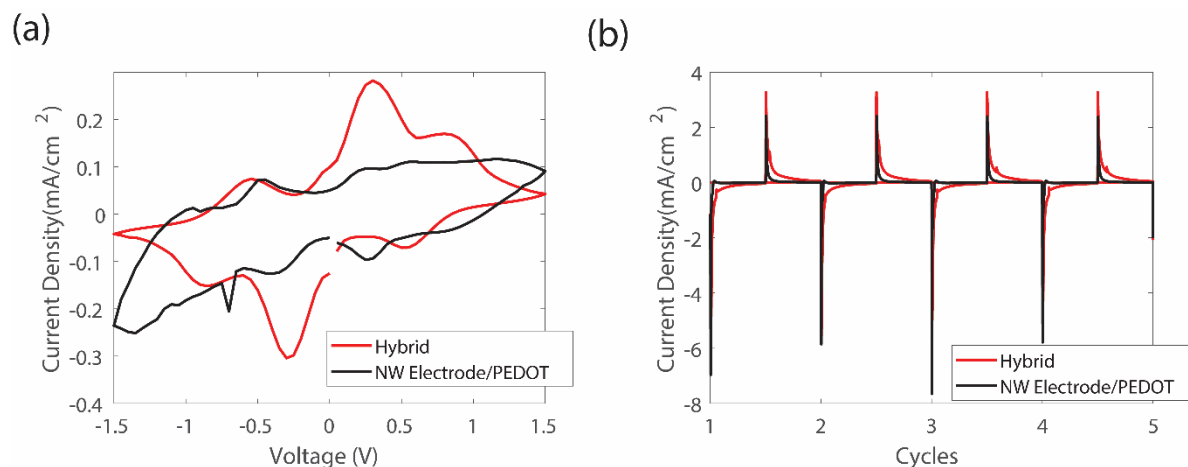 (a)
Current Density(mA/cm 2)
0.2
0.1
0
-0.1
-0.2
-0.3
-0.4
-1.5 -1 -0.5 0 0.5 1 1.5
Voltage (V)
Hybrid
NW Electrode/PEDOT
(b)
Current Density(mA/cm 2)
4
2
0
-2
-4
-6
-8
1 2 3 4 5
Cycles
Hybrid
NW Electrode/PEDOT